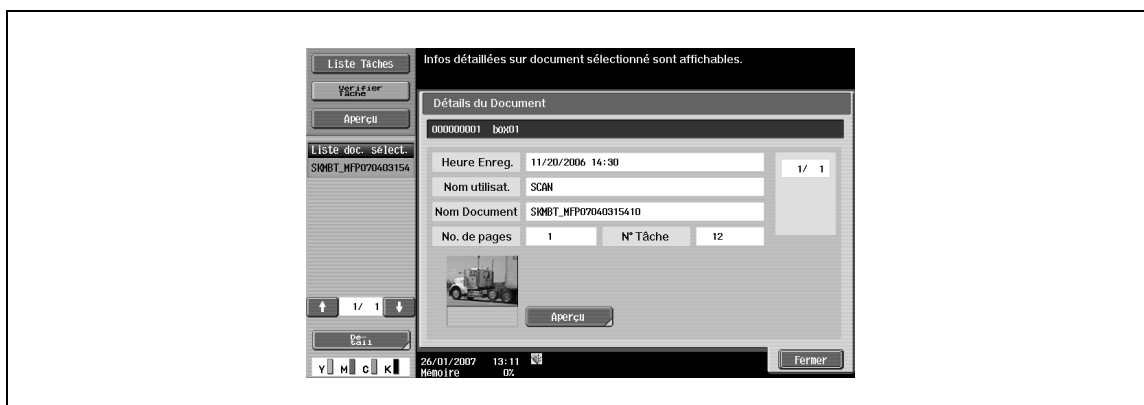 Liste Tâches
Vérifier
Tâche
Aperçu
Liste doc. sélect.
SKMBT_MFP070403154
1/ 1
Dé-
tail
Y M C K
Infos détaillées sur document sélectionné sont affichables.
Détails du Document
000000001 box01
Heure Enreg. 11/20/2006 14:30
1/ 1
Nom utilisat. SCAN
Nom Document SKMBT_MFP07040315410
No. de pages 1 N° Tâche 12
Aperçu
26/01/2007 13:11
Mémoire 0%
Fermer